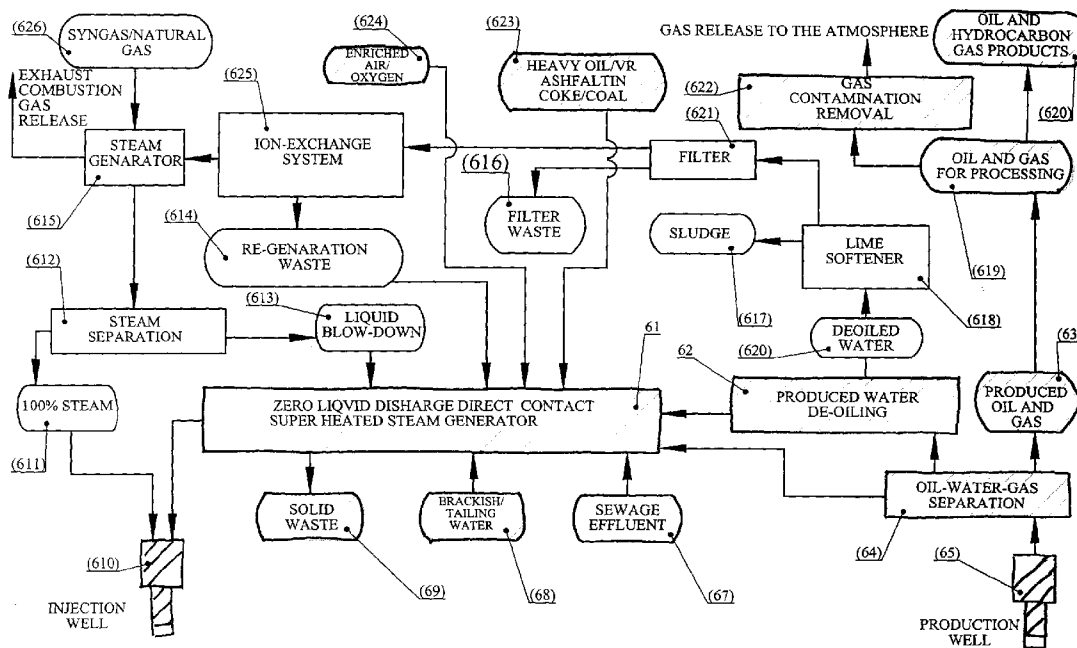 (626)
SYNGAS/NATURAL
GAS
EXHAUST
COMBUSTION
GAS
RELEASE
STEAM
GENARATOR
(615)
(625)
ION-EXCHANGE
SYSTEM
(624)
ENRICHED
AIR/
OXYGEN
(623)
HEAVY OIL/VR
ASHFALTIN
COKE/COAL
GAS RELEASE TO THE ATMOSPHERE
OIL AND
HYDROCARBON
GAS PRODUCTS
(620)
(622)
GAS
CONTAMINATION
REMOVAL
(621)
FILTER
(616)
FILTER
WASTE
OIL AND GAS
FOR PROCESSING
(619)
(614)
RE-GENARATION
WASTE
SLUDGE
(617)
LIME
SOFTENER
(618)
(612)
STEAM
SEPARATION
(613)
LIQUID
BLOW-DOWN
DEOILED
WATER
(620)
61
62
(63
100% STEAM
(611)
ZERO LIQVID DISHARGE DIRECT CONTACT
SUPER HEATED STEAM GENERATOR
PRODUCED WATER
DE-OILING
PRODUCED
OIL AND
GAS
OIL-WATER-GAS
SEPARATION
(64)
SOLID
WASTE
(69)
BRACKISH/
TAILING
WATER
(68)
SEWAGE
EFFLUENT
(67)
(610)
INJECTION
WELL
(65)
PRODUCTION
WELL